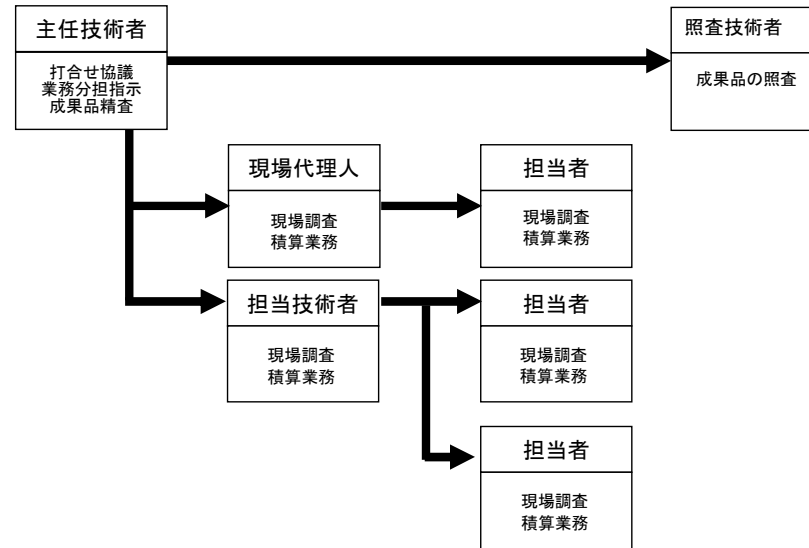 主任技術者
打合せ協議
業務分担指示
成果品精査
照査技術者
成果品の照査
現場代理人
現場調査
積算業務
担当者
現場調査
積算業務
担当技術者
現場調査
積算業務
担当者
現場調査
積算業務
担当者
現場調査
積算業務